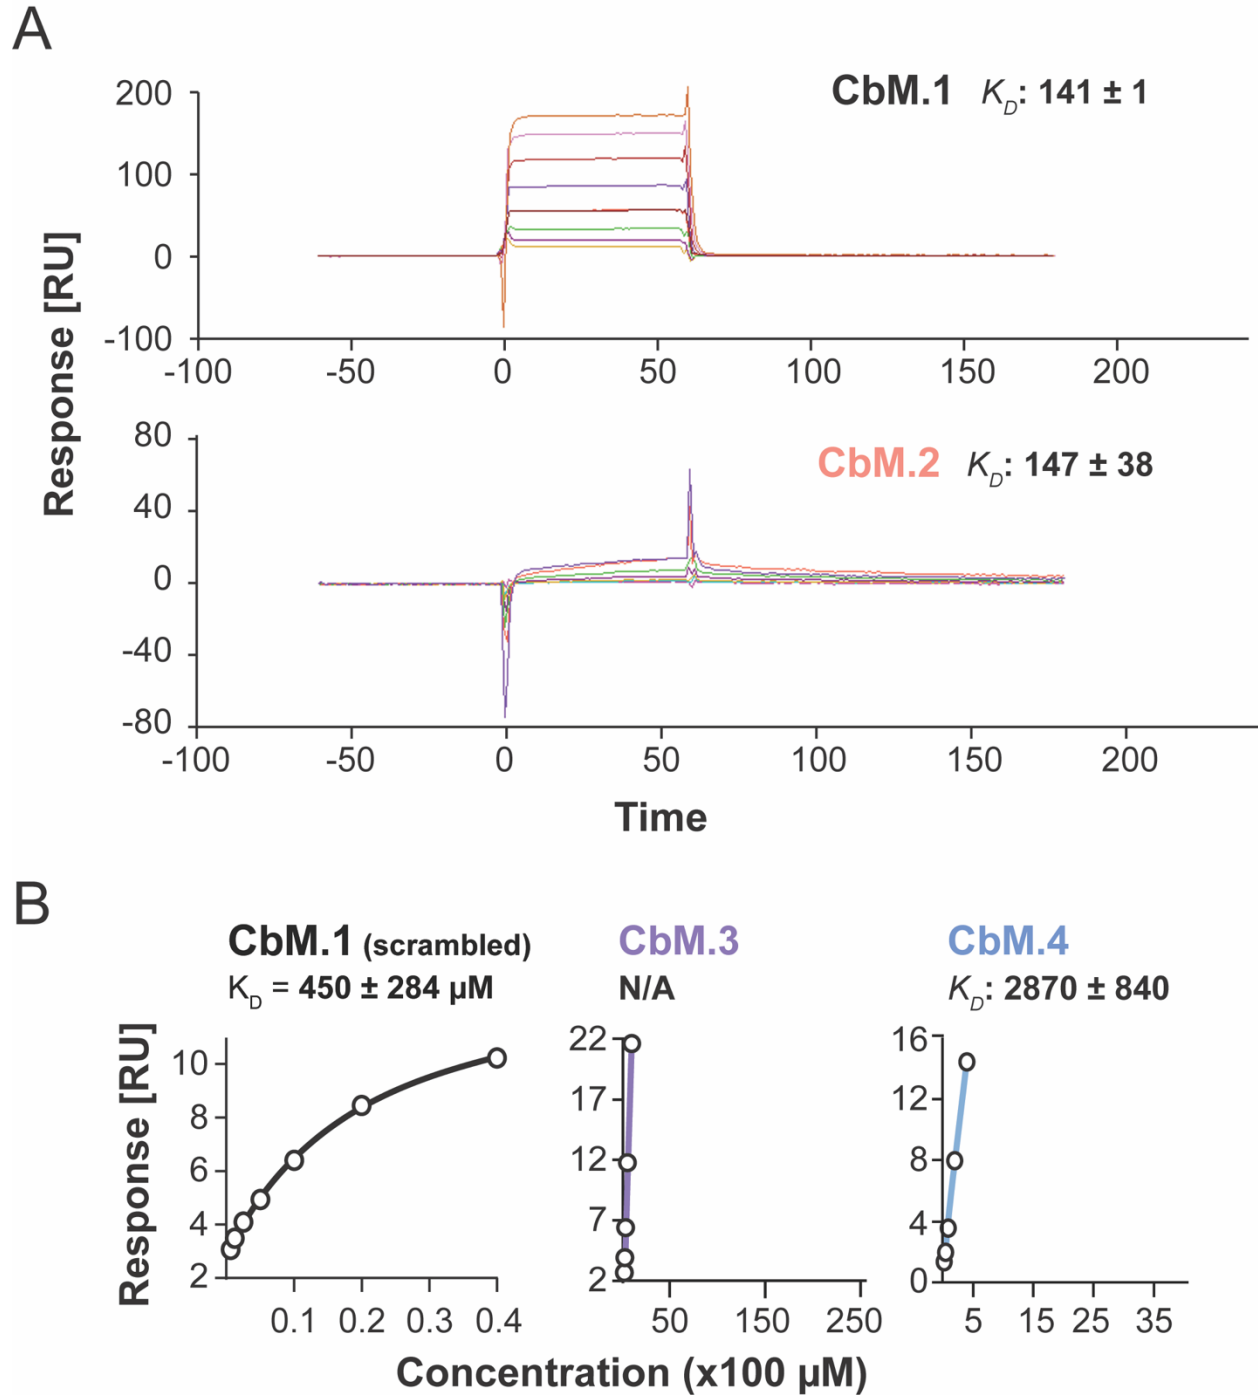 A
CbM.1 K_D: 141 ± 1
Response [RU]
200
100
0
-100
-100 -50 0 50 100 150 200
CbM.2 K_D: 147 ± 38
80
40
0
-40
-80
-100 -50 0 50 100 150 200
Time
B
CbM.1 (scrambled)
K_D = 450 ± 284 µM
Response [RU]
10
8
6
4
2
0.1 0.2 0.3 0.4
CbM.3
N/A
22
17
12
7
2
50 150 250
CbM.4
K_D: 2870 ± 840
16
12
8
4
0
5 15 25 35
Concentration (x100 µM)